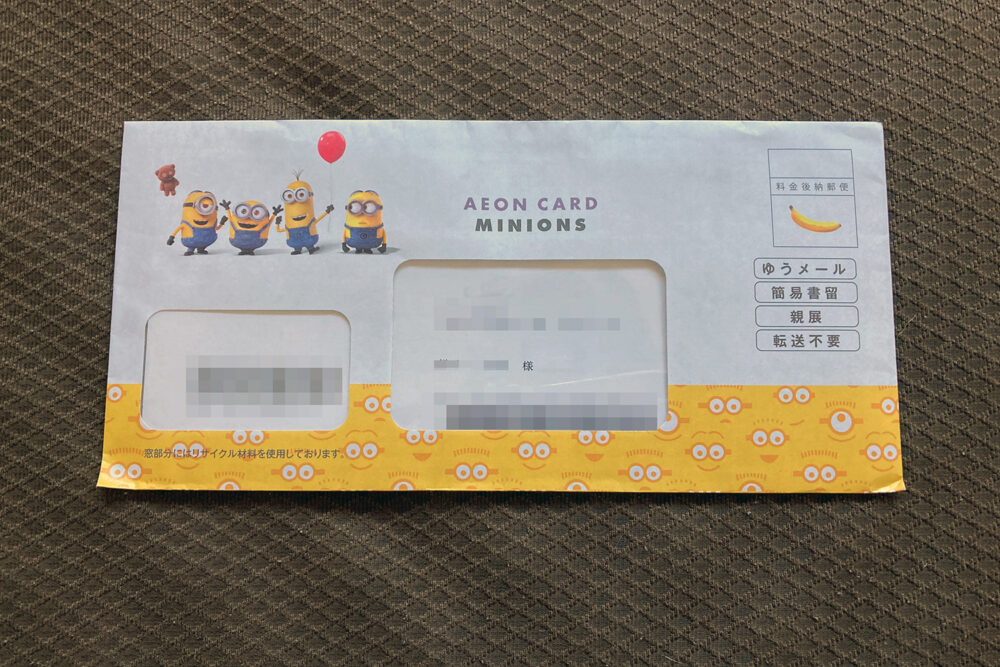 AEON CARD
MINIONS
料金後納郵便
ゆうメール
簡易書留
親展
転送不要
様
窓部分にはリサイクル材料を使用しております。